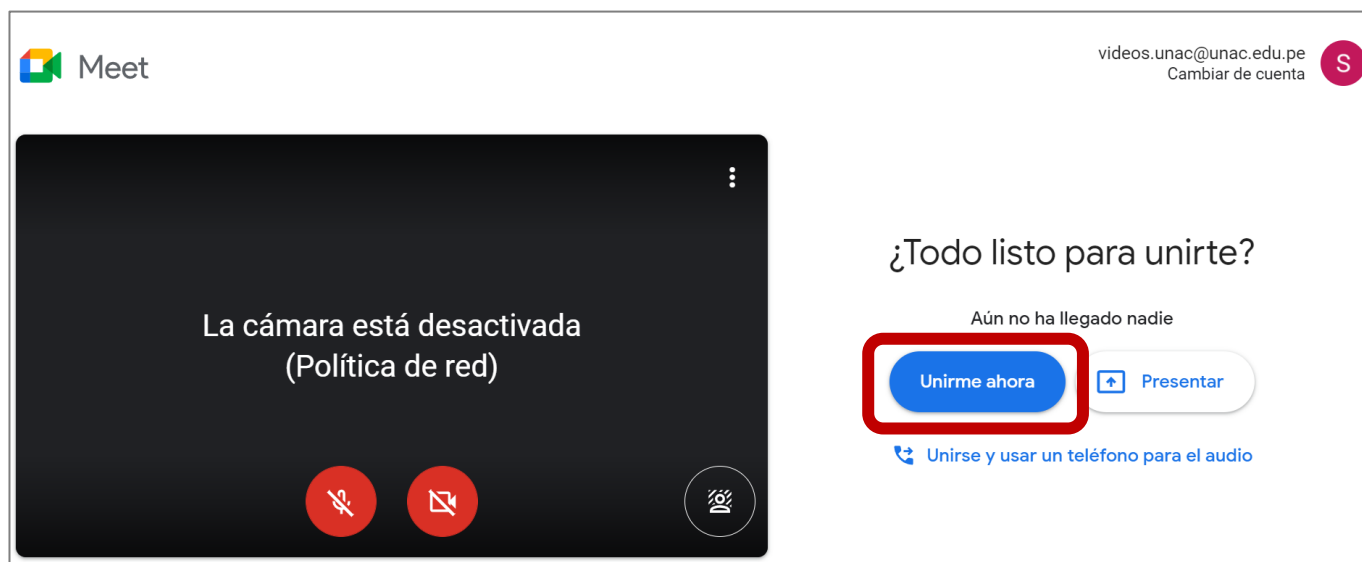 Meet
videos.unac@unac.edu.pe
Cambiar de cuenta
S
La cámara está desactivada
(Política de red)
¿Todo listo para unirte?
Aún no ha llegado nadie
Unirme ahora
Presentar
Unirse y usar un teléfono para el audio